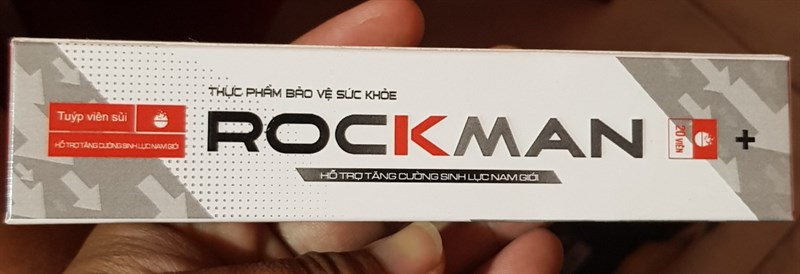 Tuýp viên sủi
HỖ TRỢ TĂNG CƯỜNG SINH LỰC NAM GIỚI
THỰC PHẨM BẢO VỆ SỨC KHỎE
ROCKMAN
HỖ TRỢ TĂNG CƯỜNG SINH LỰC NAM GIỚI
20 VIÊN
+